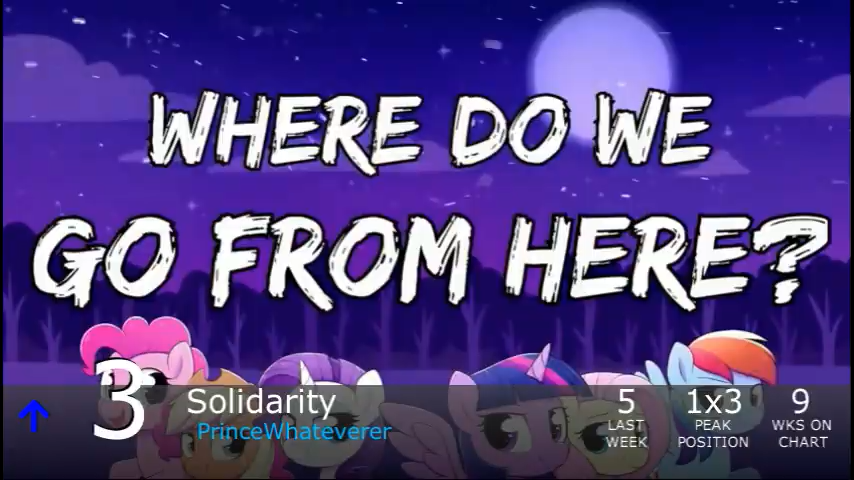 WHERE DO WE
GO FROM HERE?
3
Solidarity
PrinceWhateverer
5
LAST
WEEK
1x3
PEAK
POSITION
9
WKS ON
CHART